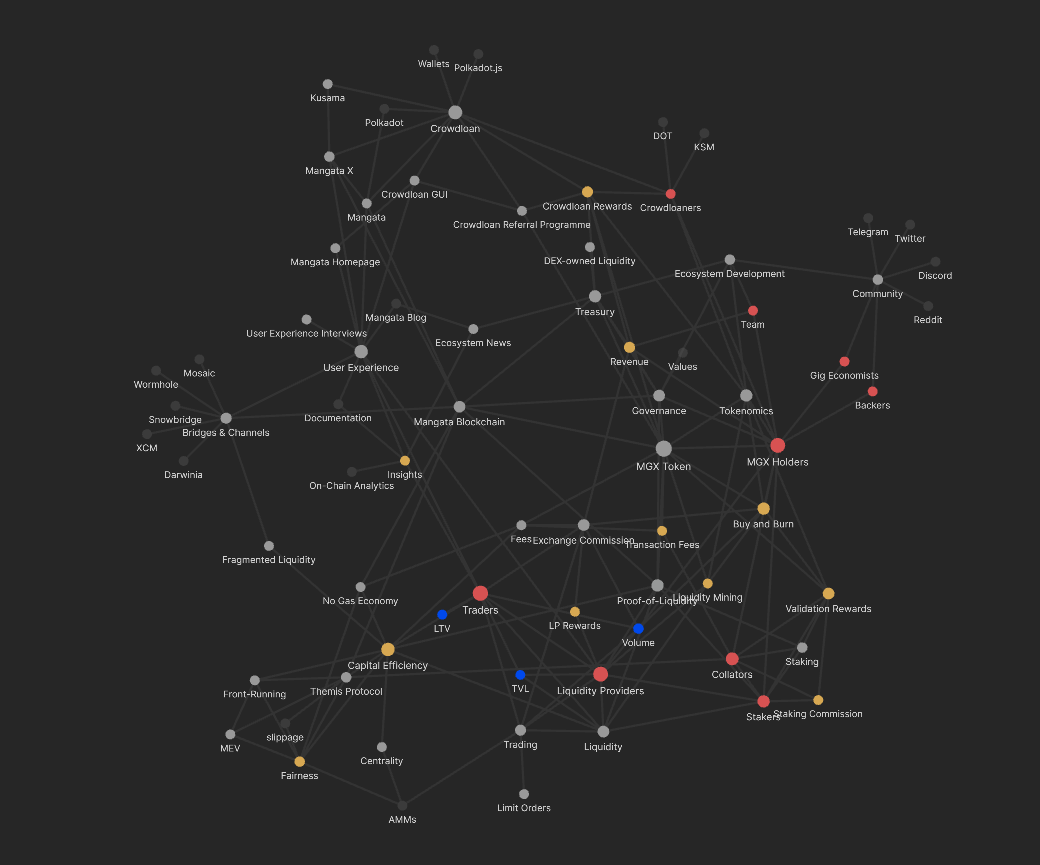 Wallets
Polkadot.js
Kusama
Polkadot
Crowdloan
DOT
KSM
Mangata X
Crowdloan GUI
Mangata
Crowdloan Rewards
Crowdloaners
Crowdloan Referral Programme
Telegram
Twitter
Mangata Homepage
DEX-owned Liquidity
Ecosystem Development
Discord
Community
Mangata Blog
Treasury
Team
Reddit
User Experience Interviews
Ecosystem News
User Experience
Revenue
Values
Gig Economists
Mosaic
Wormhole
Backers
Snowbridge
Bridges & Channels
Documentation
Mangata Blockchain
Governance
Tokenomics
XCM
Darwinia
Insights
On-Chain Analytics
MGX Token
MGX Holders
Buy and Burn
Fees
Exchange Commission
Transaction Fees
Fragmented Liquidity
No Gas Economy
Traders
Proof-of-Liquidity
Liquidity Mining
Validation Rewards
LTV
LP Rewards
Volume
Capital Efficiency
Staking
Collators
Front-Running
Themis Protocol
TVL
Liquidity Providers
Stakers
Staking Commission
slippage
MEV
Trading
Liquidity
Centrality
Fairness
Limit Orders
AMMs